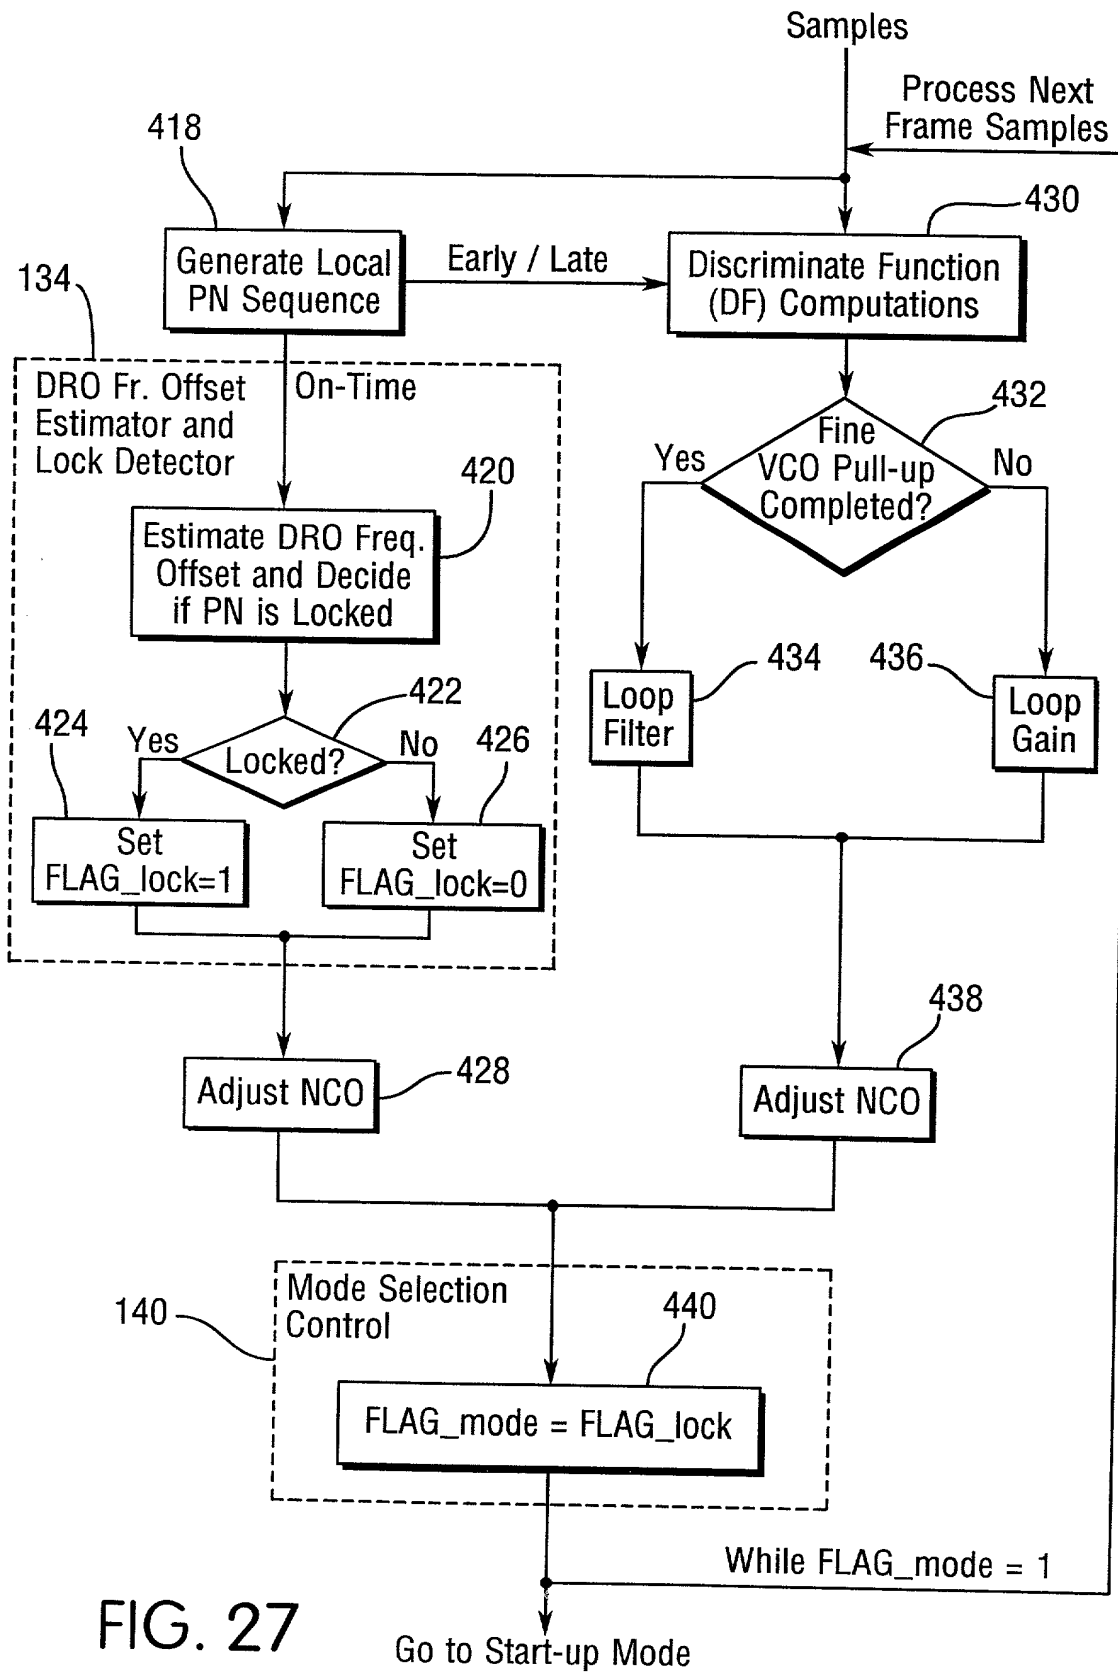 Samples
Process Next
Frame Samples
418
430
Generate Local
PN Sequence
Early / Late
Discriminate Function
(DF) Computations
134
DRO Fr. Offset
Estimator and
Lock Detector
On-Time
432
Fine
VCO Pull-up
Completed?
Yes
No
420
Estimate DRO Freq.
Offset and Decide
if PN is Locked
434
436
Loop
Filter
Loop
Gain
422
424
Yes
Locked?
No
426
Set
FLAG_lock=1
Set
FLAG_lock=0
438
Adjust NCO
428
Adjust NCO
Mode Selection
Control
140
440
FLAG_mode = FLAG_lock
While FLAG_mode = 1
FIG. 27
Go to Start-up Mode